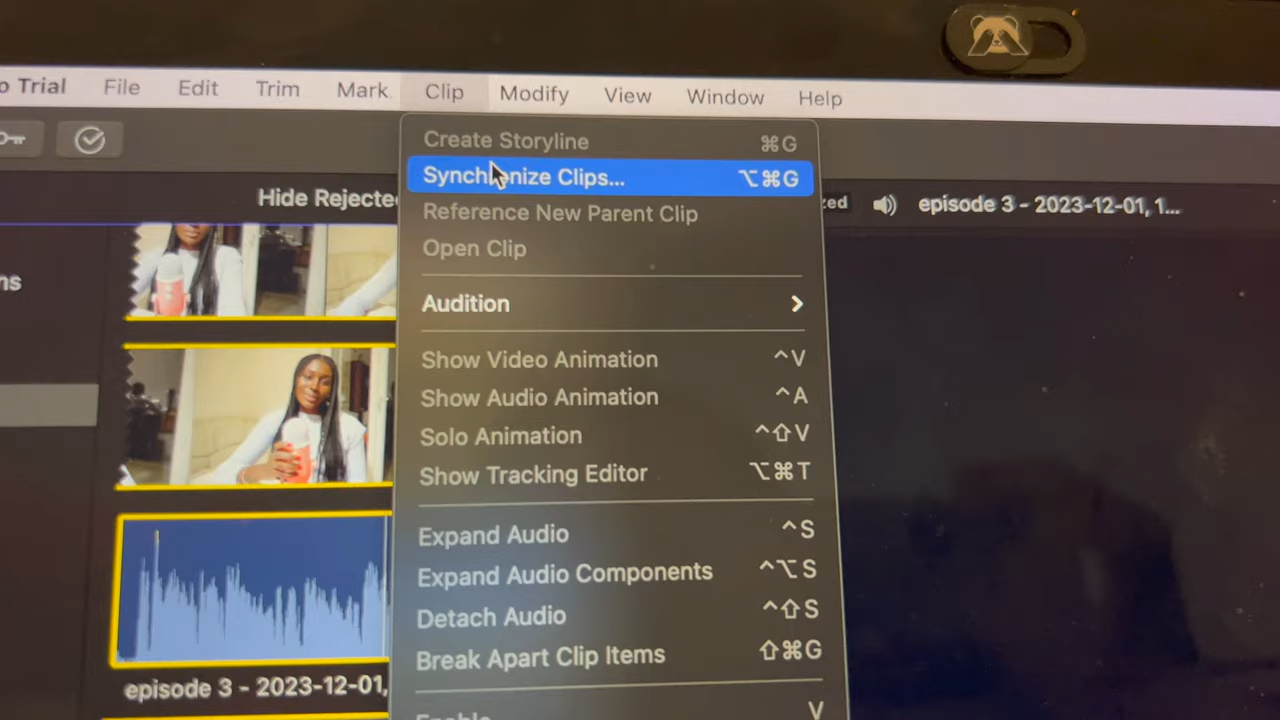 o Trial File Edit Trim Mark Clip Modify View Window Help
Create Storyline ⌘G
Synchronize Clips... ⌥⌘G
Hide Rejecte
zed
episode 3 - 2023-12-01, 1...
Reference New Parent Clip
Open Clip
ns
Audition
Show Video Animation ^V
Show Audio Animation ^A
Solo Animation ^⇧V
Show Tracking Editor ⌥⌘T
Expand Audio ^S
Expand Audio Components ^⌥S
Detach Audio ^⇧S
Break Apart Clip Items ⇧⌘G
episode 3 - 2023-12-01,
Enable V